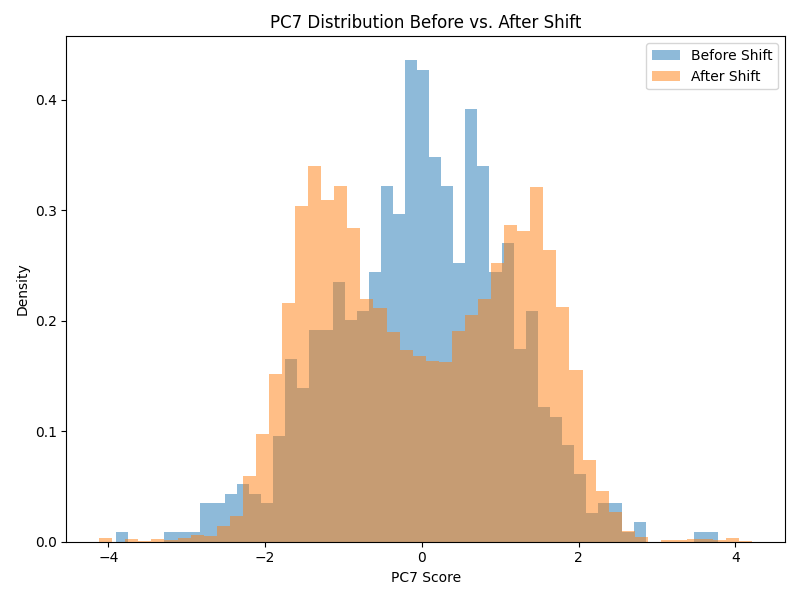 PC7 Distribution Before vs. After Shift
Before Shift
After Shift
Density
0.4
0.3
0.2
0.1
0.0
−4
−2
0
2
4
PC7 Score